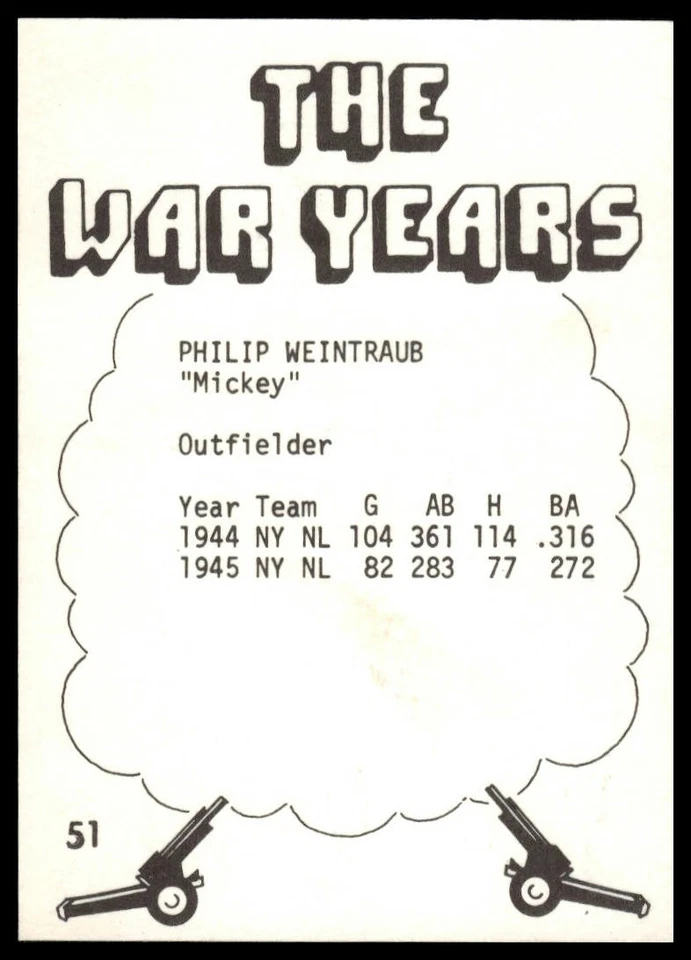 THE
WAR YEARS
PHILIP WEINTRAUB
"Mickey"
Outfielder
Year Team G AB H BA
1944 NY NL 104 361 114 .316
1945 NY NL 82 283 77 272
51